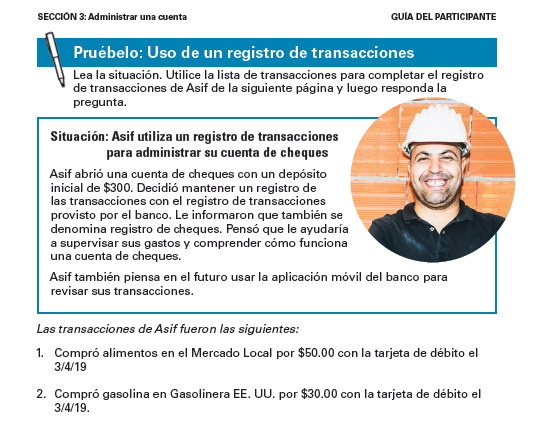 SECCIÓN 3: Administrar una cuenta
GUÍA DEL PARTICIPANTE
Pruébelo: Uso de un registro de transacciones
Lea la situación. Utilice la lista de transacciones para completar el registro
de transacciones de Asif de la siguiente página y luego responda la
pregunta.
Situación: Asif utiliza un registro de transacciones
para administrar su cuenta de cheques
Asif abrió una cuenta de cheques con un depósito
inicial de $300. Decidió mantener un registro de
las transacciones con el registro de transacciones
provisto por el banco. Le informaron que también se
denomina registro de cheques. Pensó que le ayudaría
a supervisar sus gastos y comprender cómo funciona
una cuenta de cheques.
Asif también piensa en el futuro usar la aplicación móvil del banco para
revisar sus transacciones.
Las transacciones de Asif fueron las siguientes:
1. Compró alimentos en el Mercado Local por $50.00 con la tarjeta de débito el
3/4/19
2. Compró gasolina en Gasolinera EE. UU. por $30.00 con la tarjeta de débito el
3/4/19.